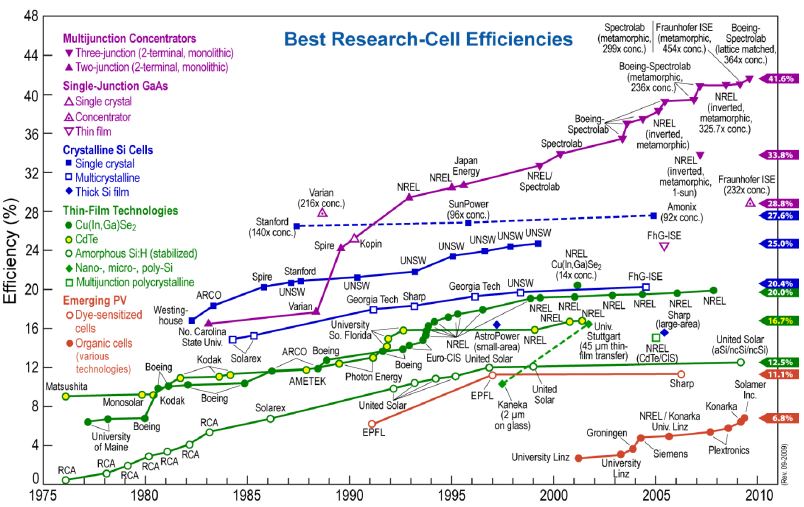 Best Research-Cell Efficiencies
Efficiency (%)
48
44
40
36
32
28
24
20
16
12
8
4
0
Multijunction Concentrators
Three-junction (2-terminal, monolithic)
Two-junction (2-terminal, monolithic)
Single-Junction GaAs
Single crystal
Concentrator
Thin film
Crystalline Si Cells
Single crystal
Multicrystalline
Thick Si film
Thin-Film Technologies
Cu(In,Ga)Se2
CdTe
Amorphous Si:H (stabilized)
Nano-, micro-, poly-Si
Multijunction polycrystalline
Emerging PV
Dye-sensitized
cells
Organic cells
(various
technologies)
Spectrolab
(metamorphic,
299x conc.)
Fraunhofer ISE
(metamorphic,
454x conc.)
Boeing-
Spectrolab
(lattice matched,
364x conc.)
Boeing-Spectrolab
(metamorphic,
236x conc.)
41.6%
NREL
(inverted,
metamorphic,
325.7x conc.)
Boeing-
Spectrolab
NREL
(inverted,
metamorphic)
Spectrolab
33.8%
Japan
Energy
NREL
NREL
NREL/
Spectrolab
NREL
(inverted,
metamorphic,
1-sun)
Fraunhofer ISE
(232x conc.)
28.8%
Varian
(216x conc.)
SunPower
(96x conc.)
Amonix
(92x conc.)
27.6%
Stanford
(140x conc.)
Spire
Kopin
UNSW
UNSW
UNSW
UNSW
25.0%
FhG-ISE
NREL
Cu(In,Ga)Se2
(14x conc.)
ARCO
Spire
Stanford
UNSW
UNSW
UNSW
Georgia Tech
UNSW
FhG-ISE
20.4%
20.0%
Westing-
house
Varian
Georgia Tech
Sharp
NREL
NREL
NREL
No. Carolina
State Univ.
University
So. Florida
NREL
NREL
NREL
NREL
NREL
NREL
Univ.
Stuttgart
(45 µm thin-
film transfer)
Sharp
(large-area)
16.7%
AstroPower
(small-area)
Solarex
ARCO
Boeing
Boeing
Euro-CIS
NREL
NREL
(CdTe/CIS)
United Solar
(aSi/ncSi/ncSi)
Kodak
AMETEK
Photon Energy
United Solar
12.5%
Matsushita
Monosolar
Kodak
Boeing
United Solar
United
Solar
11.1%
EPFL
Sharp
Boeing
Solarex
Kaneka
(2 µm
on glass)
Solamer
Inc.
University
of Maine
EPFL
NREL / Konarka
Univ. Linz
Konarka
6.8%
Groningen
RCA
RCA
RCA
RCA
RCA
RCA
RCA
University Linz
University
Linz
Siemens
Plextronics
(Rev. 09-2009)
1975
1980
1985
1990
1995
2000
2005
2010